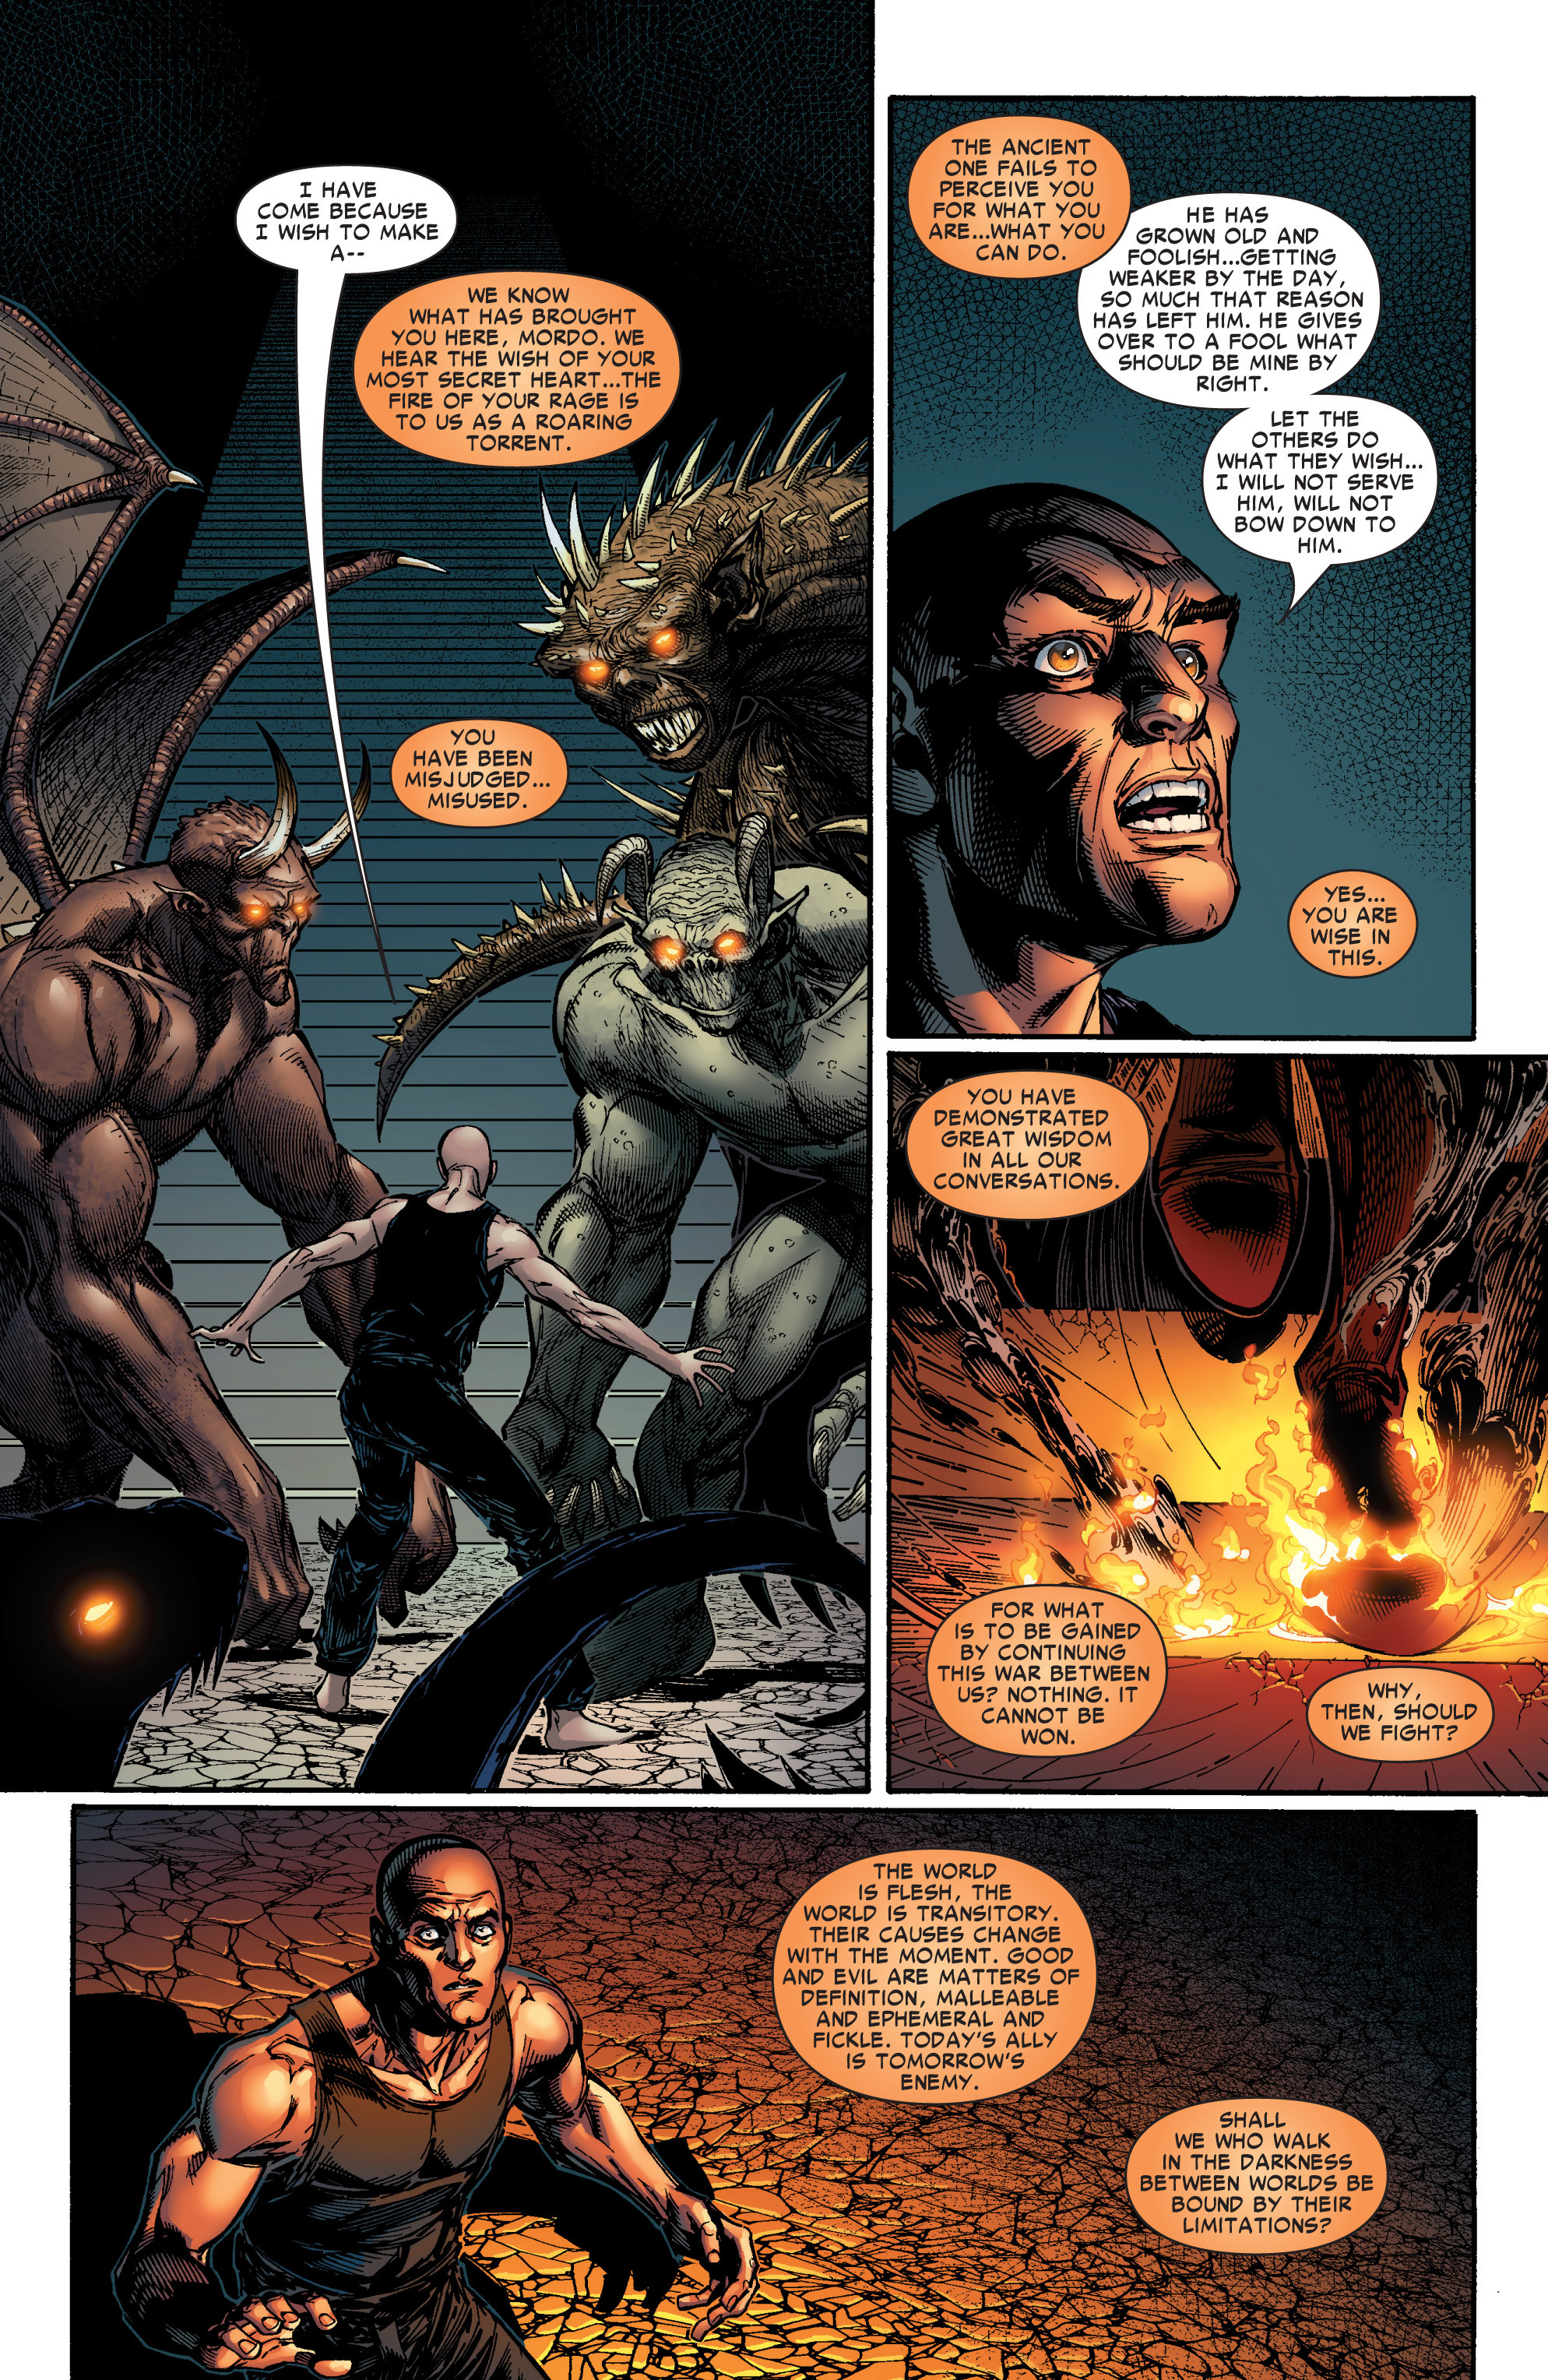 I HAVE
COME BECAUSE
I WISH TO MAKE
A--
WE KNOW
WHAT HAS BROUGHT
YOU HERE, MORDO. WE
HEAR THE WISH OF YOUR
MOST SECRET HEART...THE
FIRE OF YOUR RAGE IS
TO US AS A ROARING
TORRENT.
YOU
HAVE BEEN
MISJUDGED...
MISUSED.
THE ANCIENT
ONE FAILS TO
PERCEIVE YOU
FOR WHAT YOU
ARE...WHAT YOU
CAN DO.
HE HAS
GROWN OLD AND
FOOLISH...GETTING
WEAKER BY THE DAY,
SO MUCH THAT REASON
HAS LEFT HIM. HE GIVES
OVER TO A FOOL WHAT
SHOULD BE MINE BY
RIGHT.
LET THE
OTHERS DO
WHAT THEY WISH...
I WILL NOT SERVE
HIM, WILL NOT
BOW DOWN TO
HIM.
YES...
YOU ARE
WISE IN
THIS.
YOU HAVE
DEMONSTRATED
GREAT WISDOM
IN ALL OUR
CONVERSATIONS.
FOR WHAT
IS TO BE GAINED
BY CONTINUING
THIS WAR BETWEEN
US? NOTHING. IT
CANNOT BE
WON.
WHY,
THEN, SHOULD
WE FIGHT?
THE WORLD
IS FLESH, THE
WORLD IS TRANSITORY.
THEIR CAUSES CHANGE
WITH THE MOMENT. GOOD
AND EVIL ARE MATTERS OF
DEFINITION, MALLEABLE
AND EPHEMERAL AND
FICKLE. TODAY'S ALLY
IS TOMORROW'S
ENEMY.
SHALL
WE WHO WALK
IN THE DARKNESS
BETWEEN WORLDS BE
BOUND BY THEIR
LIMITATIONS?